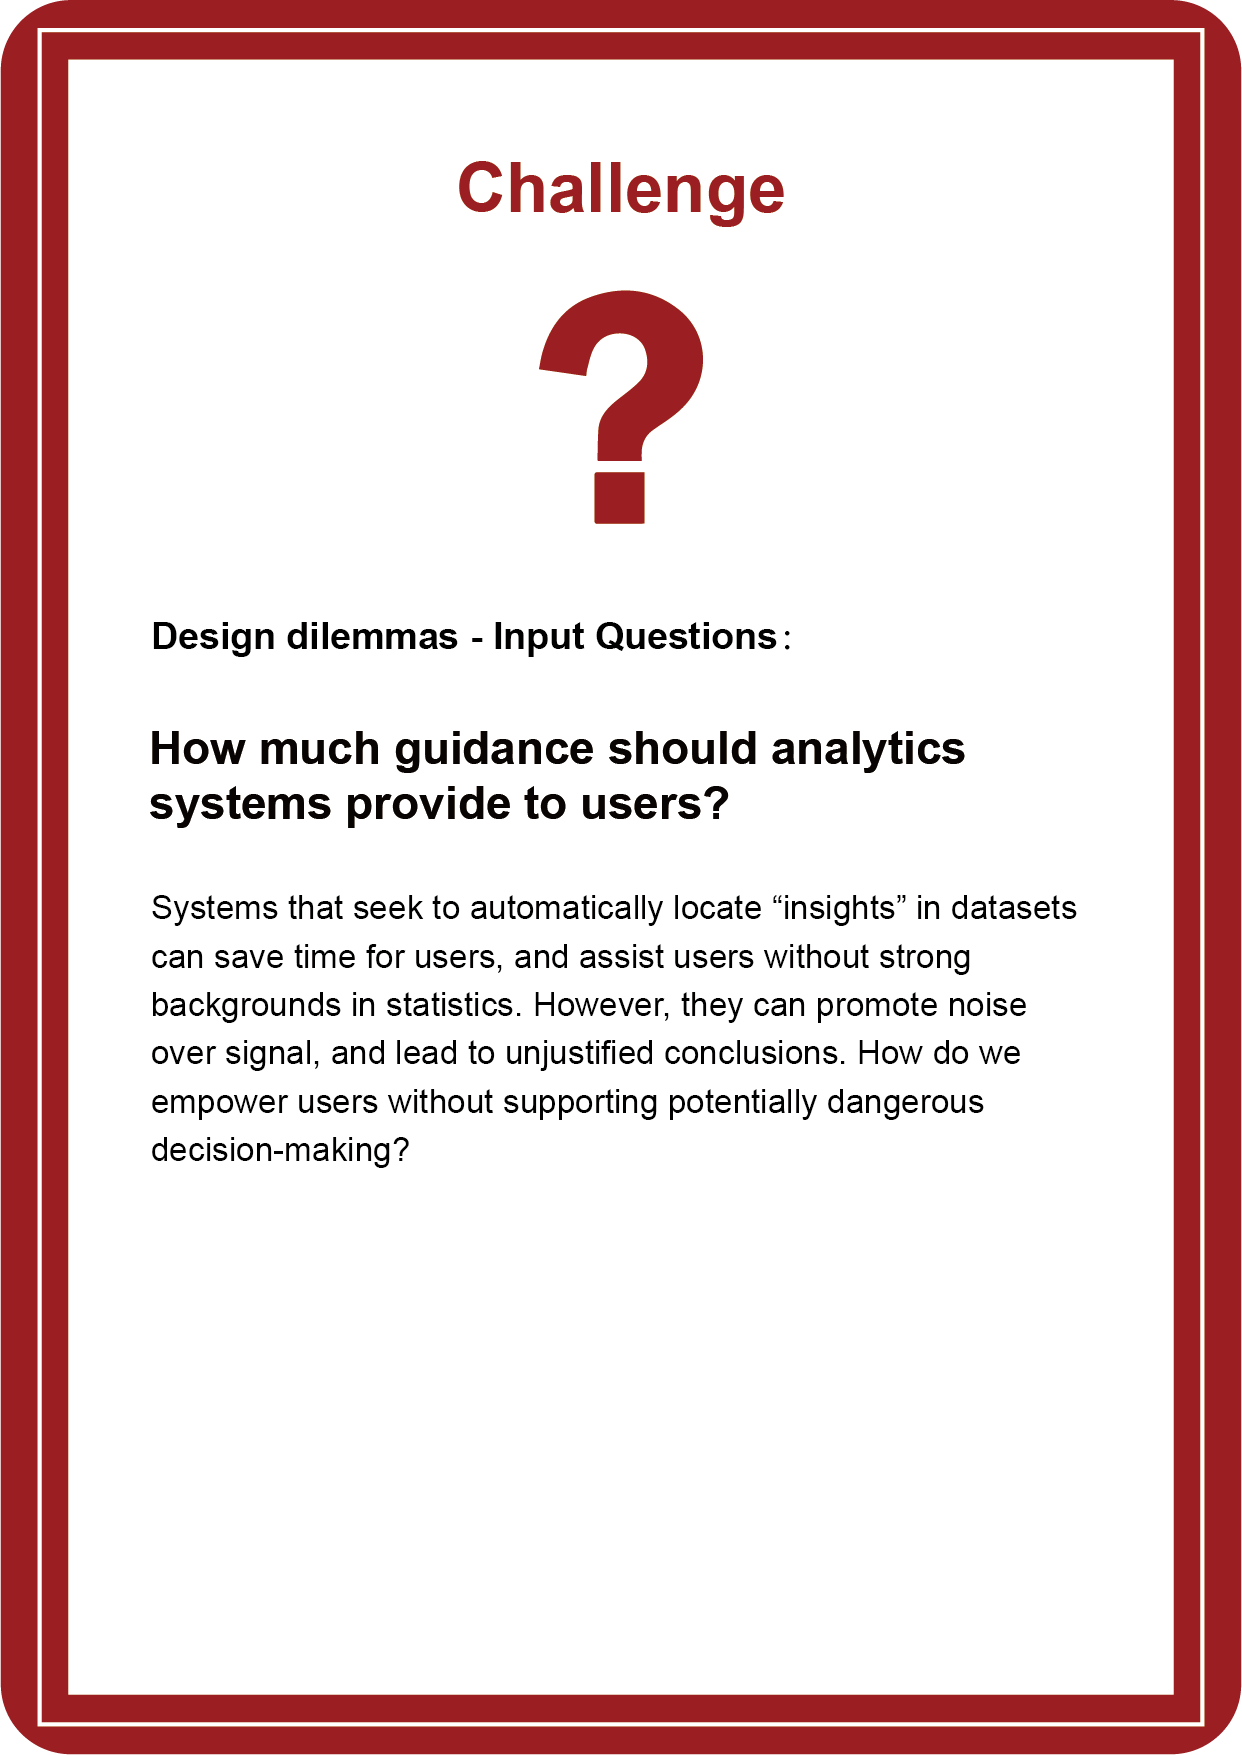 Challenge
?
Design dilemmas - Input Questions:
How much guidance should analytics
systems provide to users?
Systems that seek to automatically locate “insights” in datasets
can save time for users, and assist users without strong
backgrounds in statistics. However, they can promote noise
over signal, and lead to unjustified conclusions. How do we
empower users without supporting potentially dangerous
decision-making?